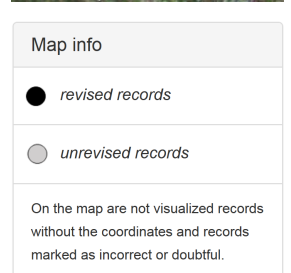 Map info
revised records
unrevised records
On the map are not visualized records
without the coordinates and records
marked as incorrect or doubtful.